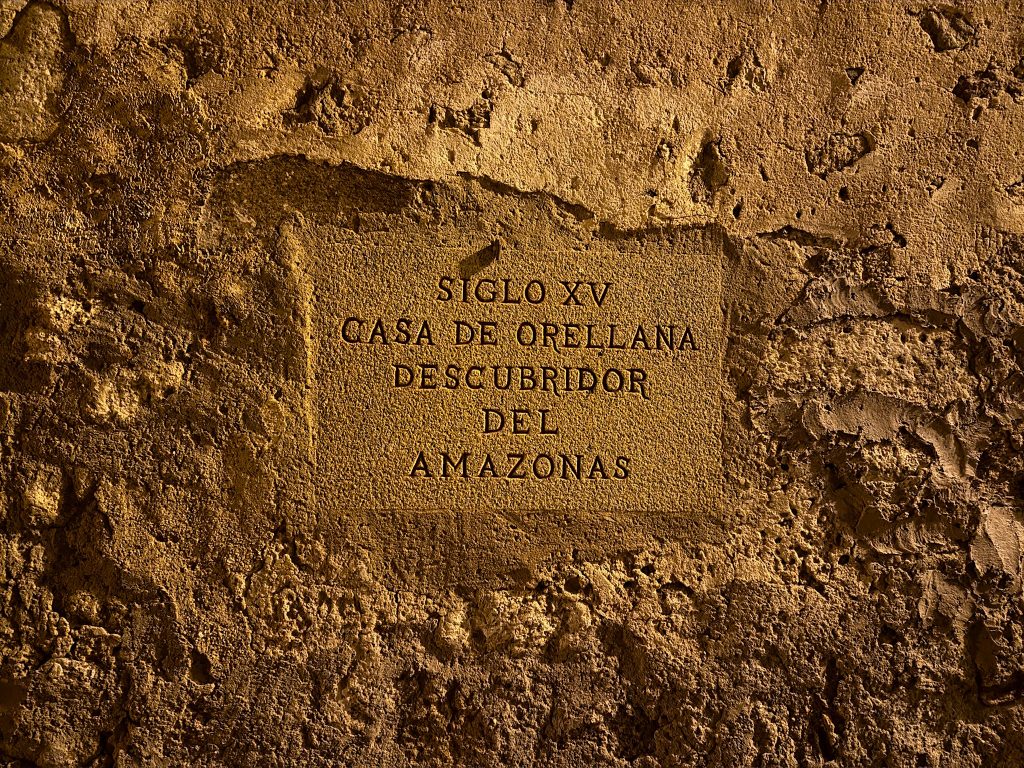 SIGLO XV
CASA DE ORELLANA
DESCUBRIDOR
DEL
AMAZONAS